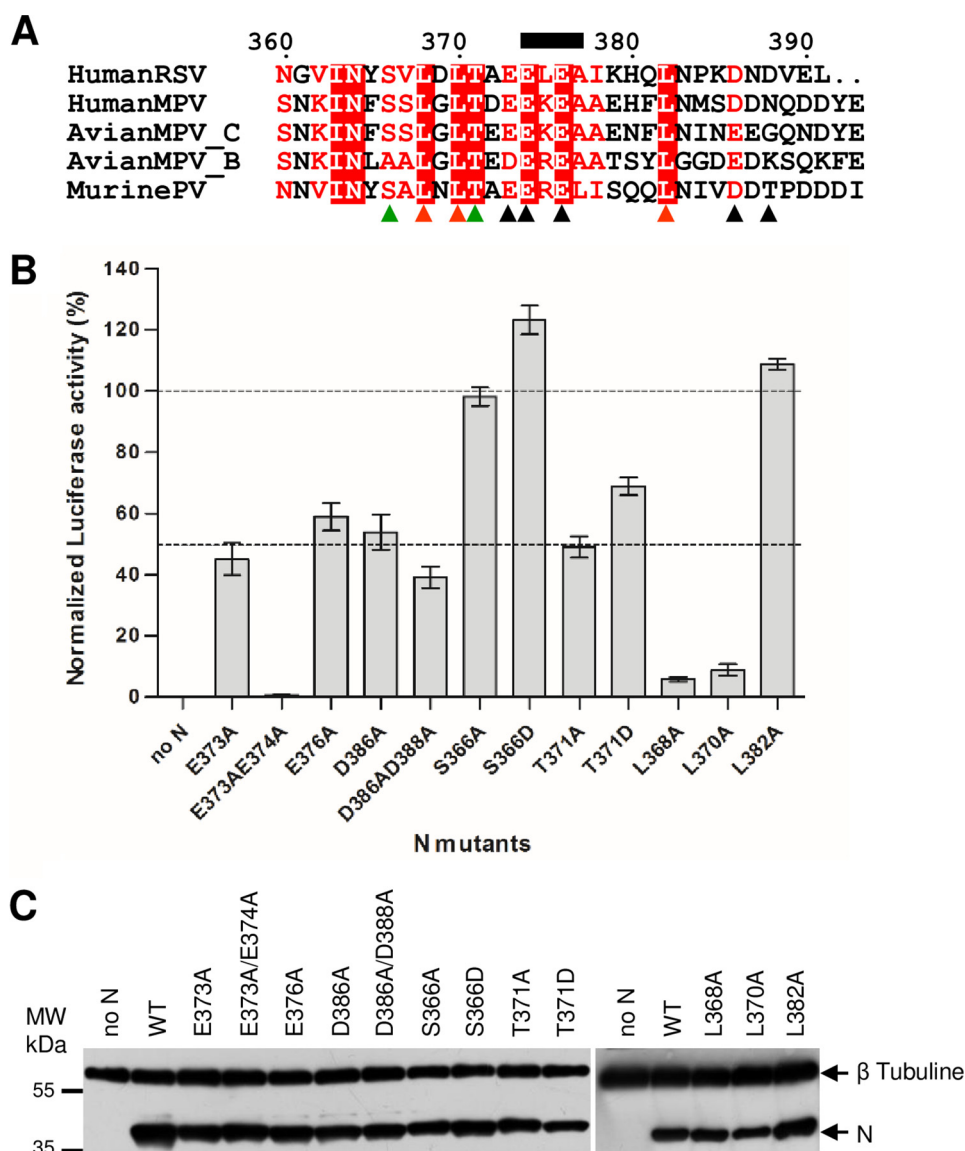 A
360 370 380 390
HumanRSV NGVINYSVLDLTAEELEAIKHQLNPKDNDVEL..
HumanMPV SNKINFSSLGLTDEEKEAAEHFLNMSDDNQDDYE
AvianMPV_C SNKINFSSLGLTEEEKEAAENFLNINEEGQNDYE
AvianMPV_B SNKINLAALGLTEDEREAATSYLGGDEDKSQKFE
MurinePV NNVINYSALNLTAEERELISQQLNIVDDTPDDDI
B
Normalized Luciferase activity (%)
140
120
100
80
60
40
20
0
no N E373A E373AE374A E376A D386A D386AD388A S366A S366D T371A T371D L368A L370A L382A
N mutants
C
MW
kDa
no N WT E373A E373A/E374A E376A D386A D386A/D388A S366A S366D T371A T371D
no N WT L368A L370A L382A
55
35
β Tubuline
N